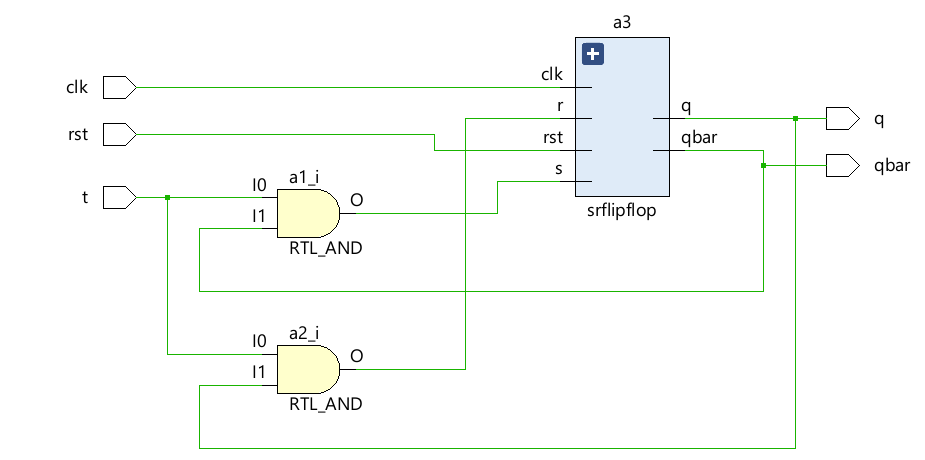 a3
clk
clk
r
q
q
rst
rst
qbar
qbar
s
t
a1_i
I0
O
I1
srflipflop
RTL_AND
a2_i
I0
O
I1
RTL_AND